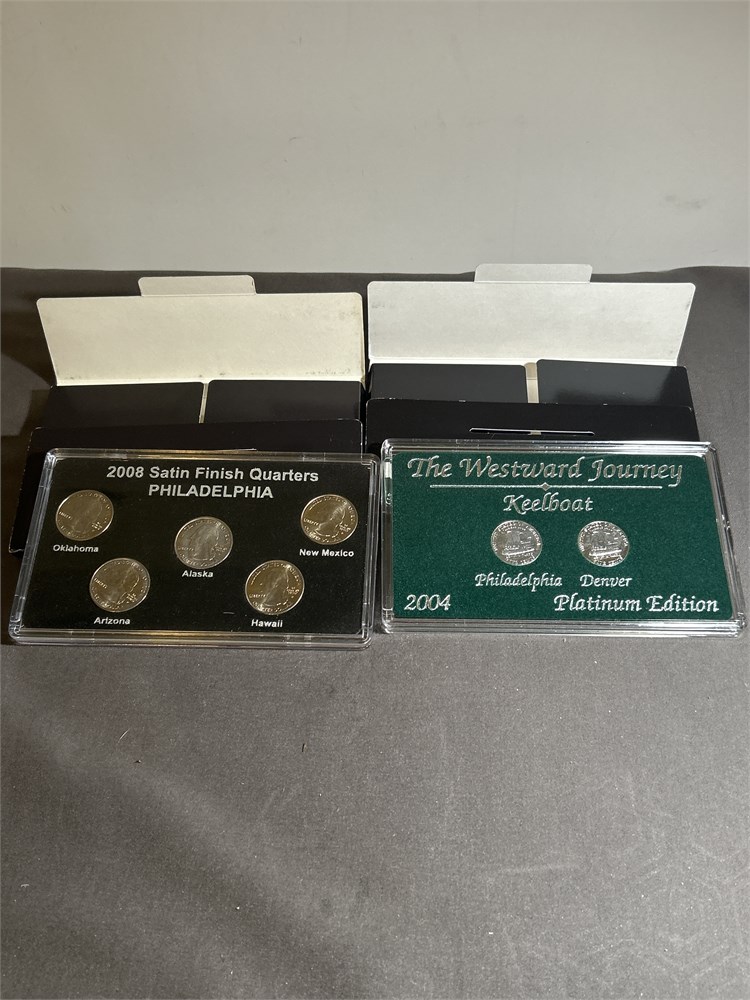 2008 Satin Finish Quarters
PHILADELPHIA
Oklahoma
New Mexico
Alaska
Arizona
Hawaii
The Westward Journey
Keelboat
Philadelphia Denver
2004 Platinum Edition